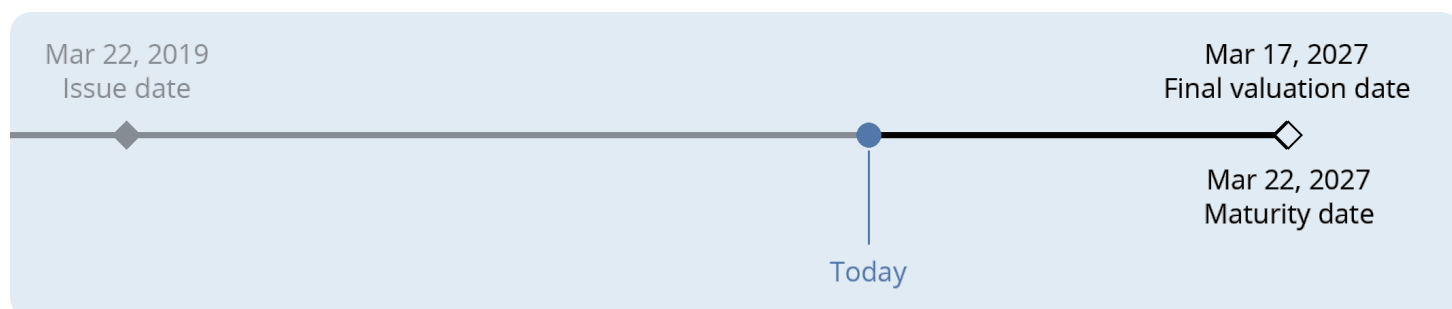 Mar 22, 2019
Issue date
Mar 17, 2027
Final valuation date
Mar 22, 2027
Maturity date
Today